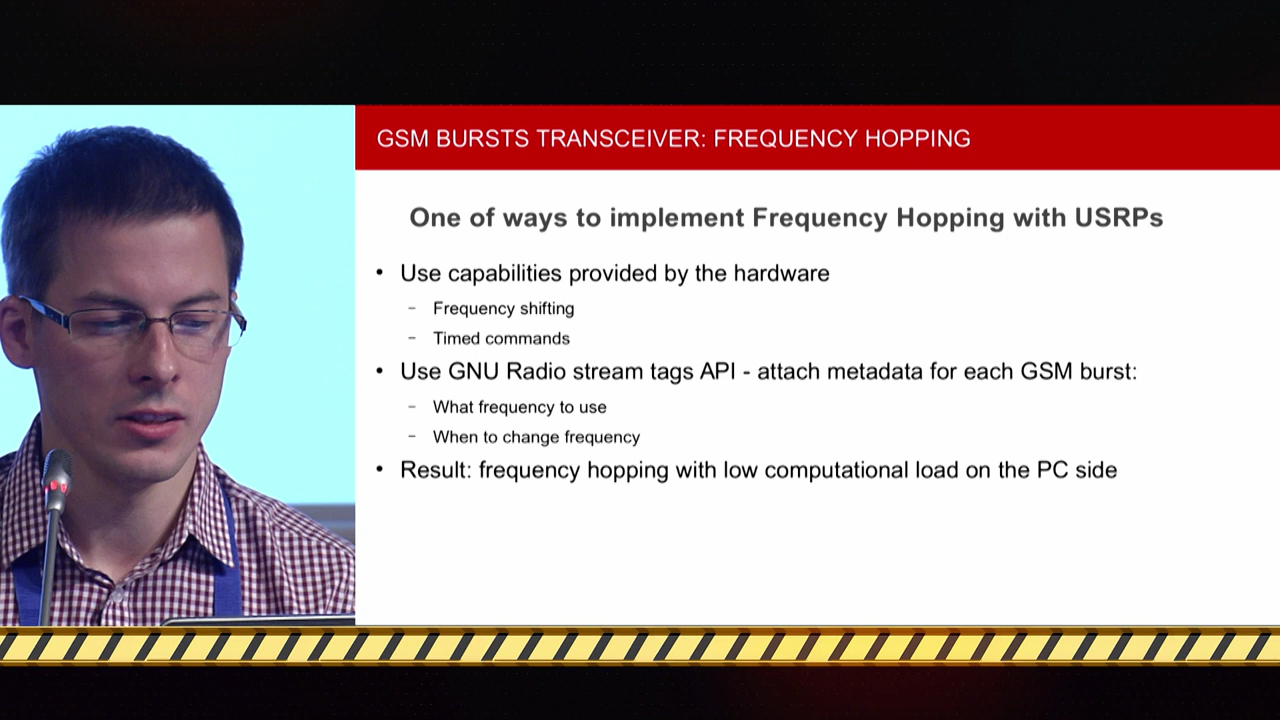 GSM BURSTS TRANSCEIVER: FREQUENCY HOPPING
One of ways to implement Frequency Hopping with USRPs
• Use capabilities provided by the hardware
- Frequency shifting
- Timed commands
• Use GNU Radio stream tags API - attach metadata for each GSM burst:
- What frequency to use
- When to change frequency
• Result: frequency hopping with low computational load on the PC side